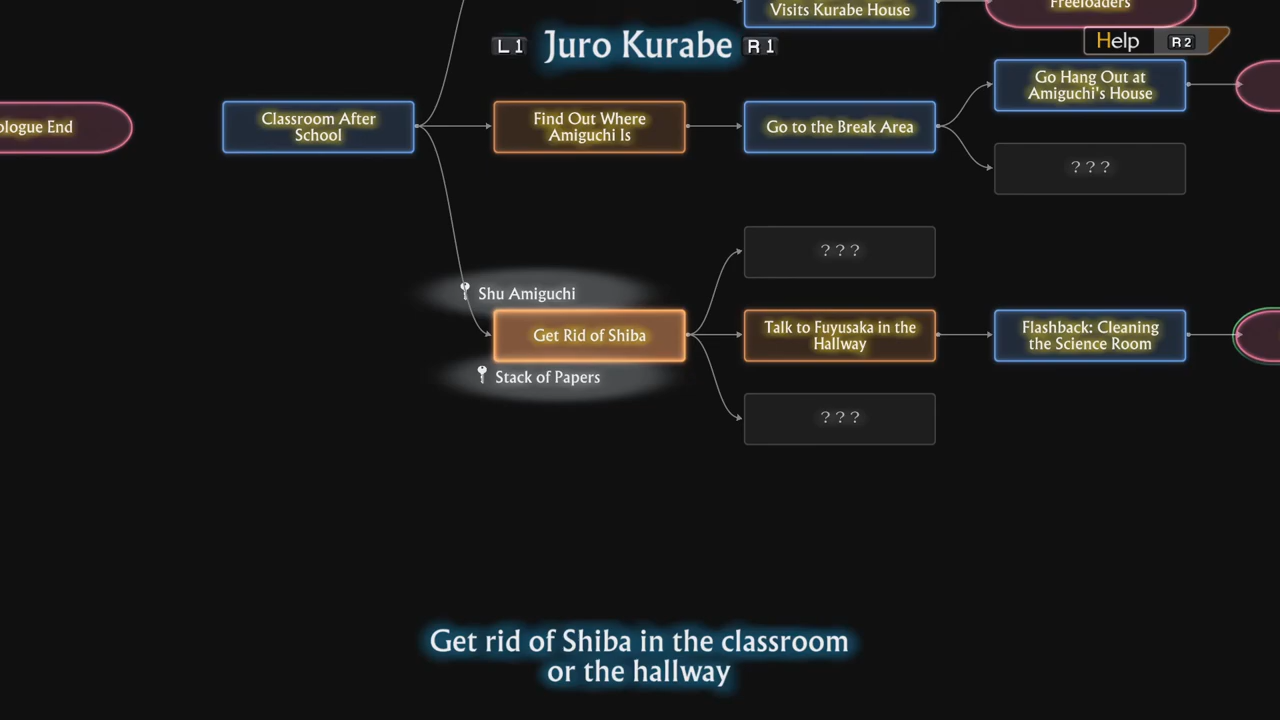 Visits Kurabe House
Freeloaders
L1 Juro Kurabe R1
Help R2
ologue End
Classroom After
School
Find Out Where
Amiguchi Is
Go to the Break Area
Go Hang Out at
Amiguchi's House
???
???
Shu Amiguchi
Get Rid of Shiba
Stack of Papers
Talk to Fuyusaka in the
Hallway
Flashback: Cleaning
the Science Room
???
Get rid of Shiba in the classroom
or the hallway